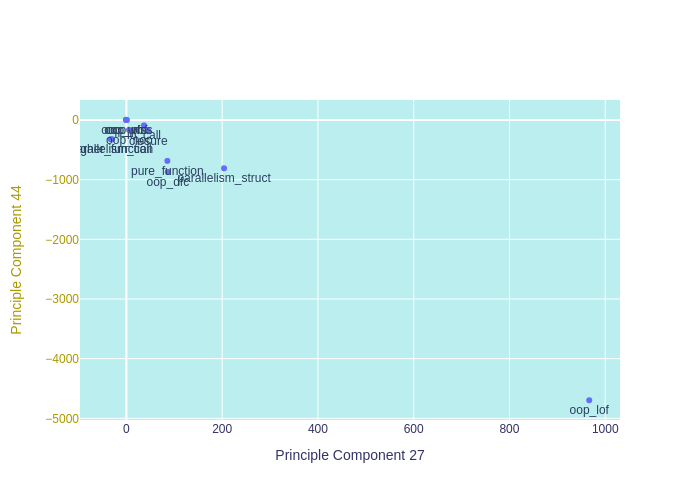 0
−1000
−2000
−3000
−4000
−5000
Principle Component 44
closure
pure_function
oop_dfc
parallelism_struct
oop_lof
0
200
400
600
800
1000
Principle Component 27